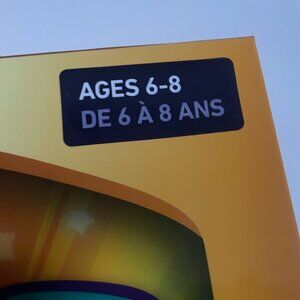 AGES 6-8
DE 6 À 8 ANS